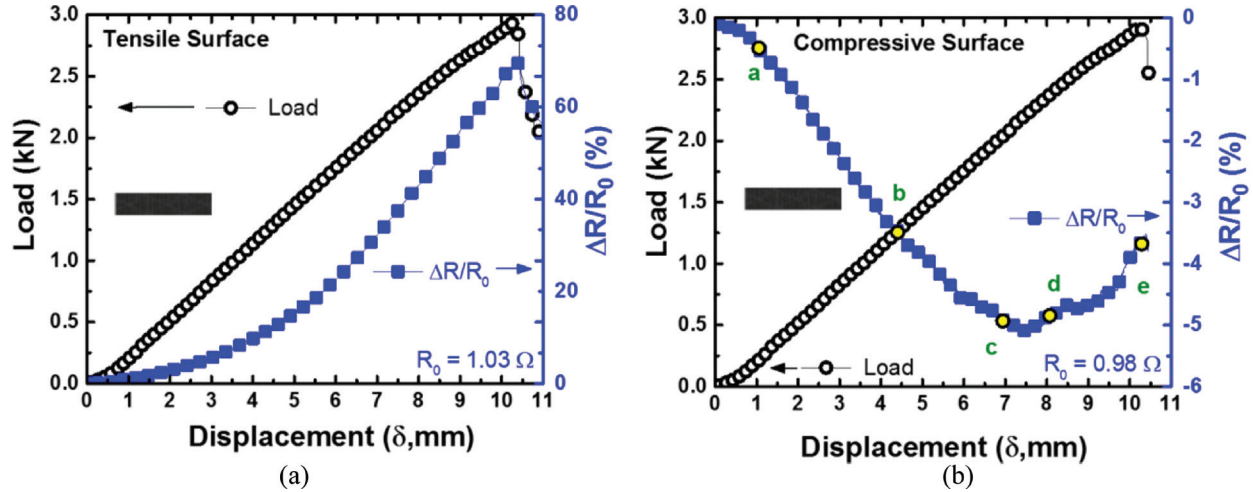 3.0
2.5
2.0
1.5
1.0
0.5
0.0
Load (kN)
Tensile Surface
Load
ΔR/R0
R0 = 1.03 Ω
80
60
40
20
0
ΔR/R0 (%)
0 1 2 3 4 5 6 7 8 9 10 11
Displacement (δ,mm)
(a)
3.0
2.5
2.0
1.5
1.0
0.5
0.0
Load (kN)
Compressive Surface
a
b
c
d
e
ΔR/R0
Load
R0 = 0.98 Ω
-0
-1
-2
-3
-4
-5
-6
ΔR/R0 (%)
0 1 2 3 4 5 6 7 8 9 10 11
Displacement (δ,mm)
(b)